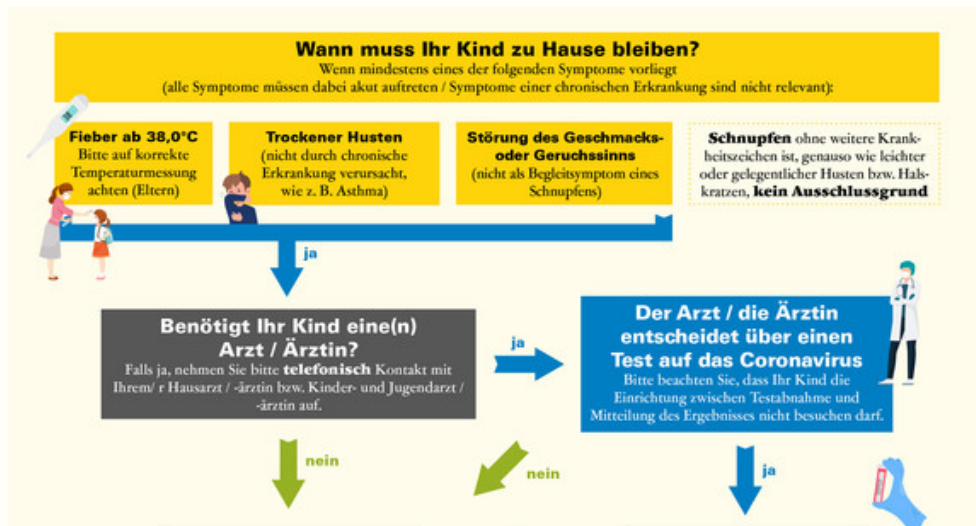 Wann muss Ihr Kind zu Hause bleiben?
Wenn mindestens eines der folgenden Symptome vorliegt
(alle Symptome müssen dabei akut auftreten / Symptome einer chronischen Erkrankung sind nicht relevant):
Fieber ab 38,0°C
Bitte auf korrekte
Temperaturmessung
achten (Eltern)
Trockener Husten
(nicht durch chronische
Erkrankung verursacht,
wie z. B. Asthma)
Störung des Geschmacks-
oder Geruchssinns
(nicht als Begleitsymptom eines
Schnupfens)
Schnupfen ohne weitere Krank-
heitszeichen ist, genauso wie leichter
oder gelegentlicher Husten bzw. Hals-
kratzen, kein Ausschlussgrund
ja
Benötigt Ihr Kind eine(n)
Arzt / Ärztin?
Falls ja, nehmen Sie bitte telefonisch Kontakt mit
Ihrem/ r Hausarzt / -ärztin bzw. Kinder- und Jugendarzt /
-ärztin auf.
ja
Der Arzt / die Ärztin
entscheidet über einen
Test auf das Coronavirus
Bitte beachten Sie, dass Ihr Kind die
Einrichtung zwischen Testabnahme und
Mitteilung des Ergebnisses nicht besuchen darf.
nein
nein
ja